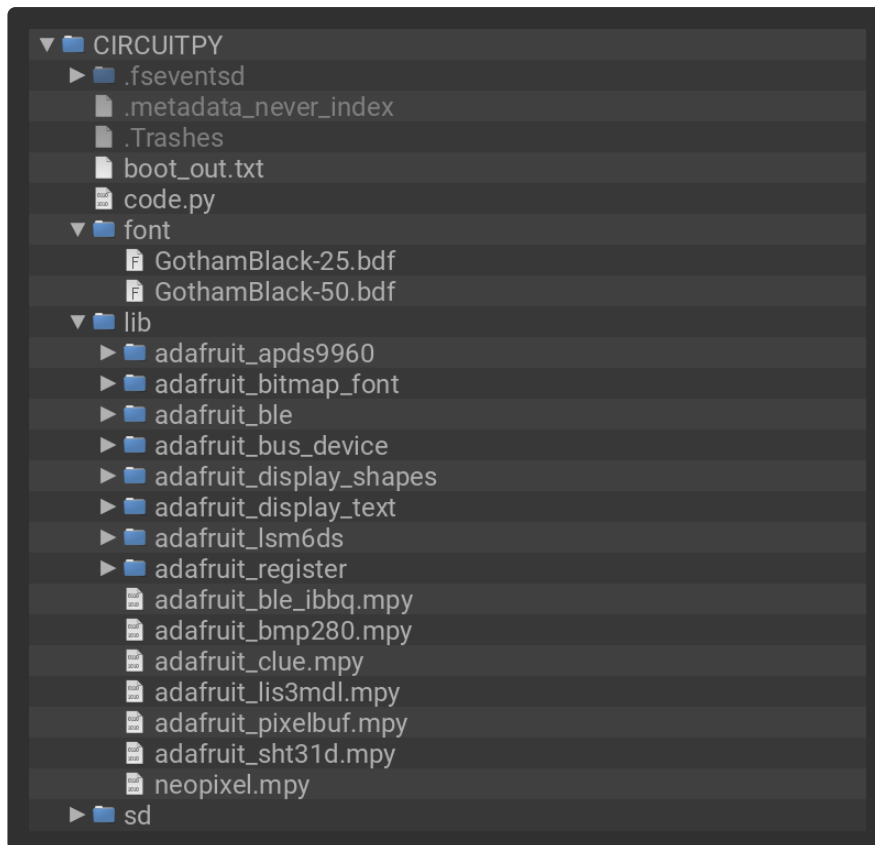 CIRCUITPY
.fseventsd
.metadata_never_index
.Trashes
boot_out.txt
code.py
font
GothamBlack-25.bdf
GothamBlack-50.bdf
lib
adafruit_apds9960
adafruit_bitmap_font
adafruit_ble
adafruit_bus_device
adafruit_display_shapes
adafruit_display_text
adafruit_lsm6ds
adafruit_register
adafruit_ble_ibbq.mpy
adafruit_bmp280.mpy
adafruit_clue.mpy
adafruit_lis3mdl.mpy
adafruit_pixelbuf.mpy
adafruit_sht31d.mpy
neopixel.mpy
sd